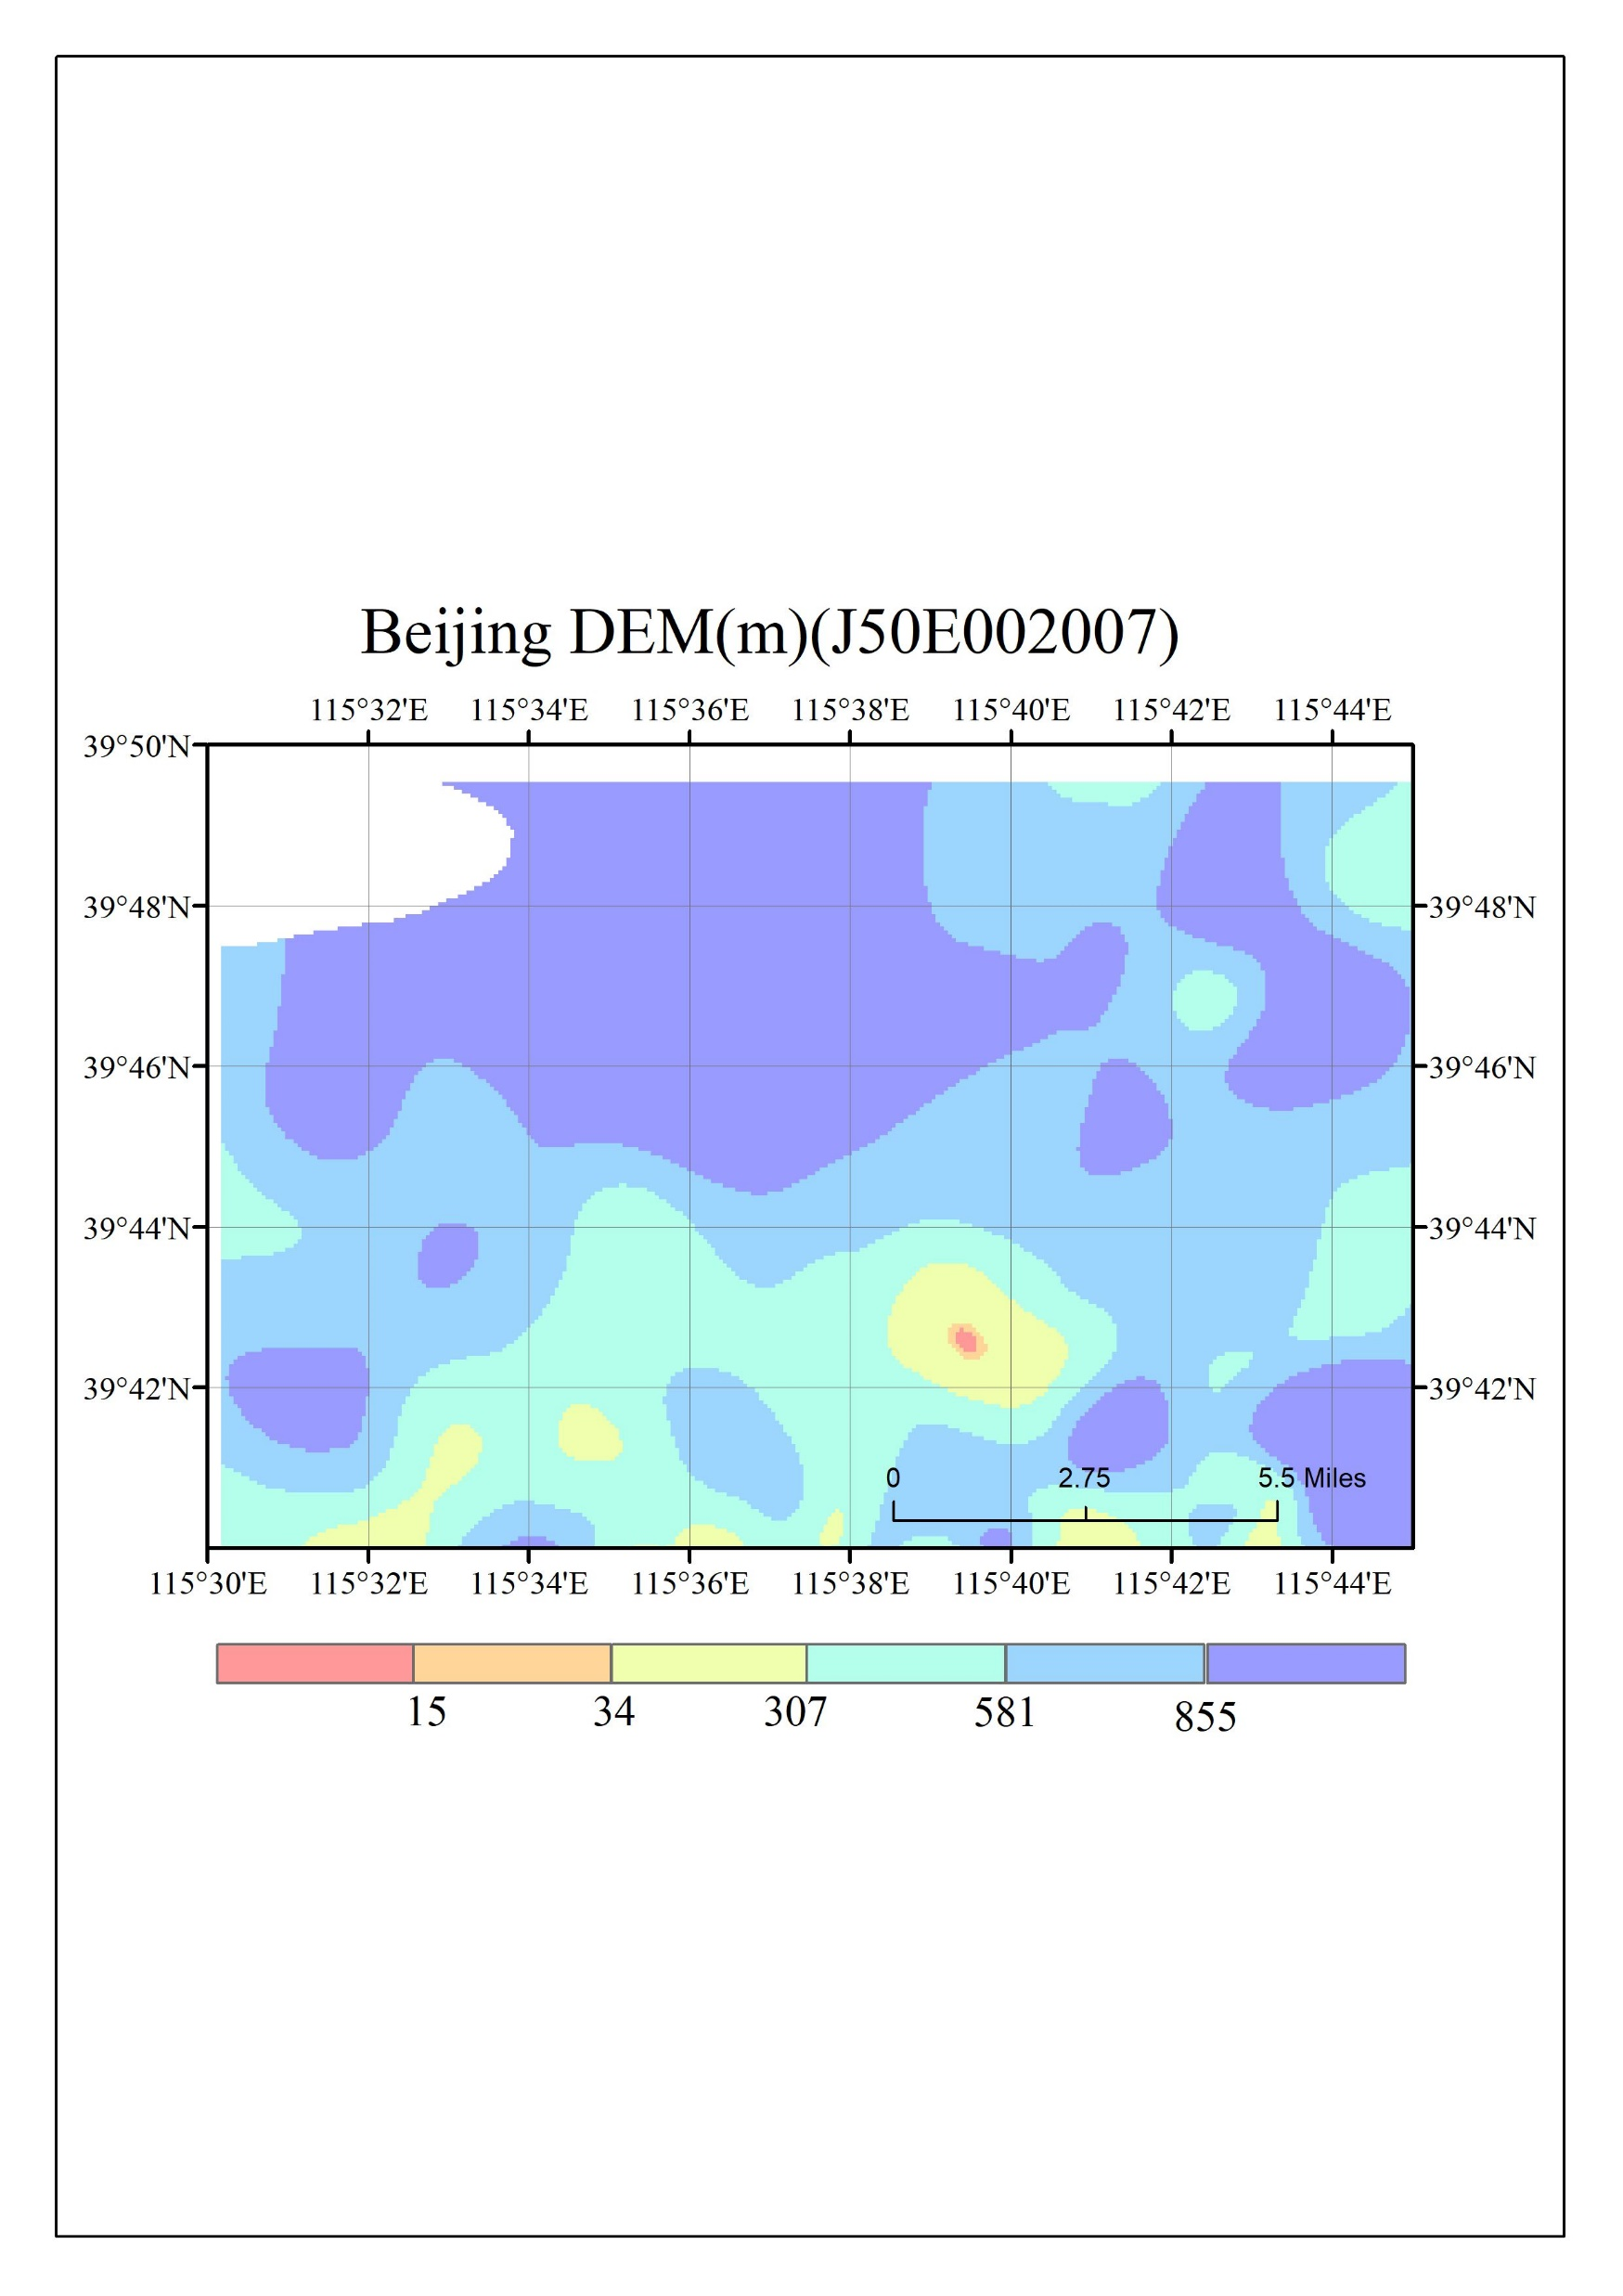 Beijing DEM(m)(J50E002007)
115°32'E 115°34'E 115°36'E 115°38'E 115°40'E 115°42'E 115°44'E
39°50'N
39°48'N 39°48'N
39°46'N 39°46'N
39°44'N 39°44'N
39°42'N 39°42'N
0 2.75 5.5 Miles
115°30'E 115°32'E 115°34'E 115°36'E 115°38'E 115°40'E 115°42'E 115°44'E
15 34 307 581 855